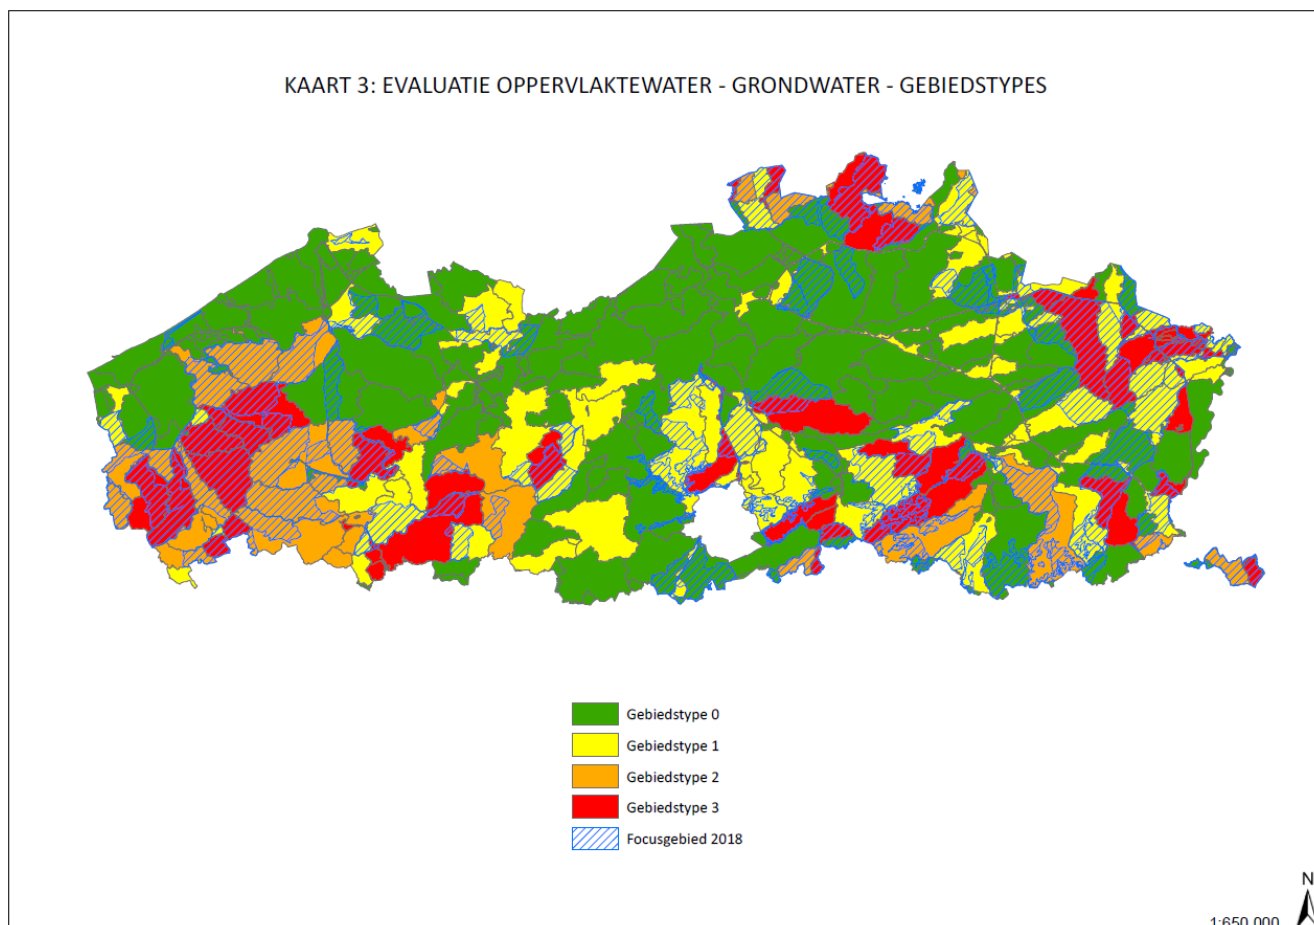 KAART 3: EVALUATIE OPPERVLAKTEWATER - GRONDWATER - GEBIEDSTYPES
Gebiedstype 0
Gebiedstype 1
Gebiedstype 2
Gebiedstype 3
Focusgebied 2018
N
1:650.000